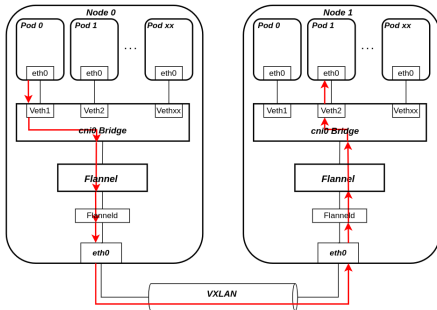 Node 0
Pod 0
Pod 1
Pod xx
. . .
eth0
eth0
eth0
Veth1
Veth2
Vethxx
cni0 Bridge
Flannel
Flanneld
eth0
Node 1
Pod 0
Pod 1
Pod xx
. . .
eth0
eth0
eth0
Veth1
Veth2
Vethxx
cni0 Bridge
Flannel
Flanneld
eth0
VXLAN